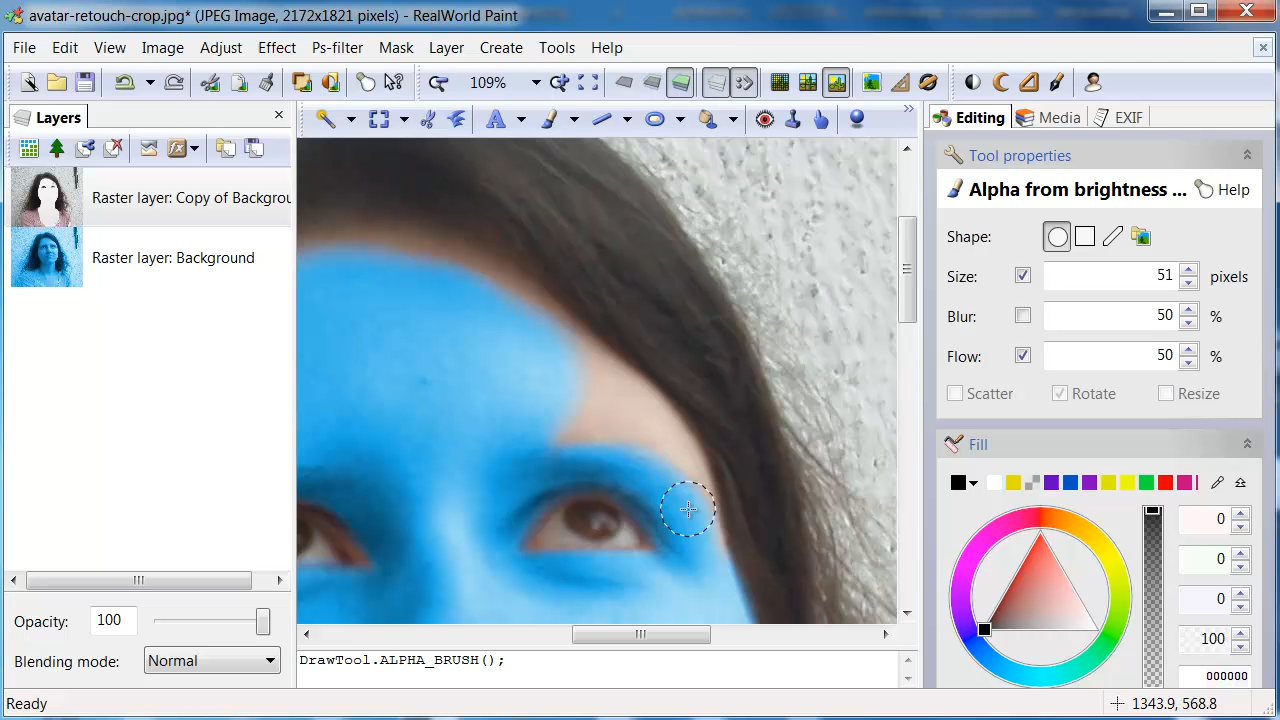 avatar-retouch-crop.jpg* (JPEG Image, 2172x1821 pixels) - RealWorld Paint
File Edit View Image Adjust Effect Ps-filter Mask Layer Create Tools Help
109%
Layers
Raster layer: Copy of Backgrou
Raster layer: Background
Opacity: 100
Blending mode: Normal
DrawTool.ALPHA_BRUSH();
Editing Media EXIF
Tool properties
Alpha from brightness ... Help
Shape:
Size: 51 pixels
Blur: 50 %
Flow: 50 %
Scatter Rotate Resize
Fill
0
0
0
100
000000
Ready 1343.9, 568.8